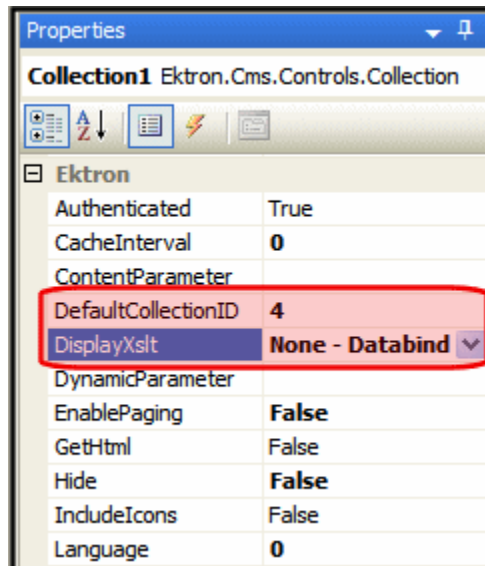 Properties
Collection1 Ektron.Cms.Controls.Collection
Ektron
Authenticated True
CacheInterval 0
ContentParameter
DefaultCollectionID 4
DisplayXslt None - Databind
DynamicParameter
EnablePaging False
GetHtml False
Hide False
IncludeIcons False
Language 0